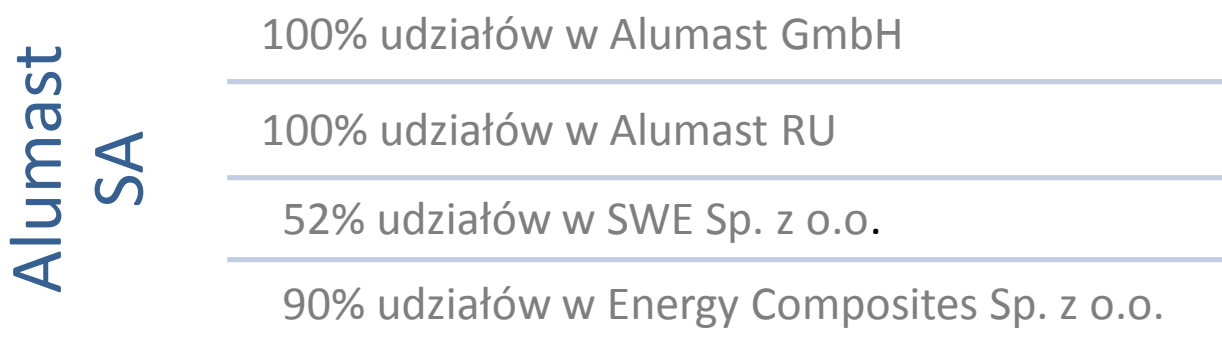 Alumast
SA
100% udziałów w Alumast GmbH
100% udziałów w Alumast RU
52% udziałów w SWE Sp. z o.o.
90% udziałów w Energy Composites Sp. z o.o.